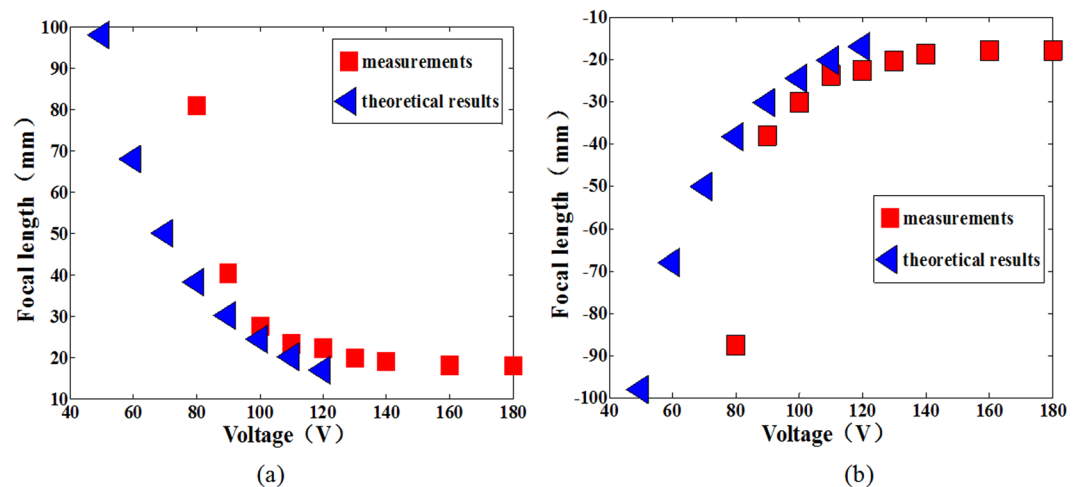 100
90
80
70
60
50
40
30
20
10
40 60 80 100 120 140 160 180
Focal length（mm）
Voltage（V）
measurements
theoretical results
(a)
-10
-20
-30
-40
-50
-60
-70
-80
-90
-100
40 60 80 100 120 140 160 180
Focal length（mm）
Voltage（V）
measurements
theoretical results
(b)